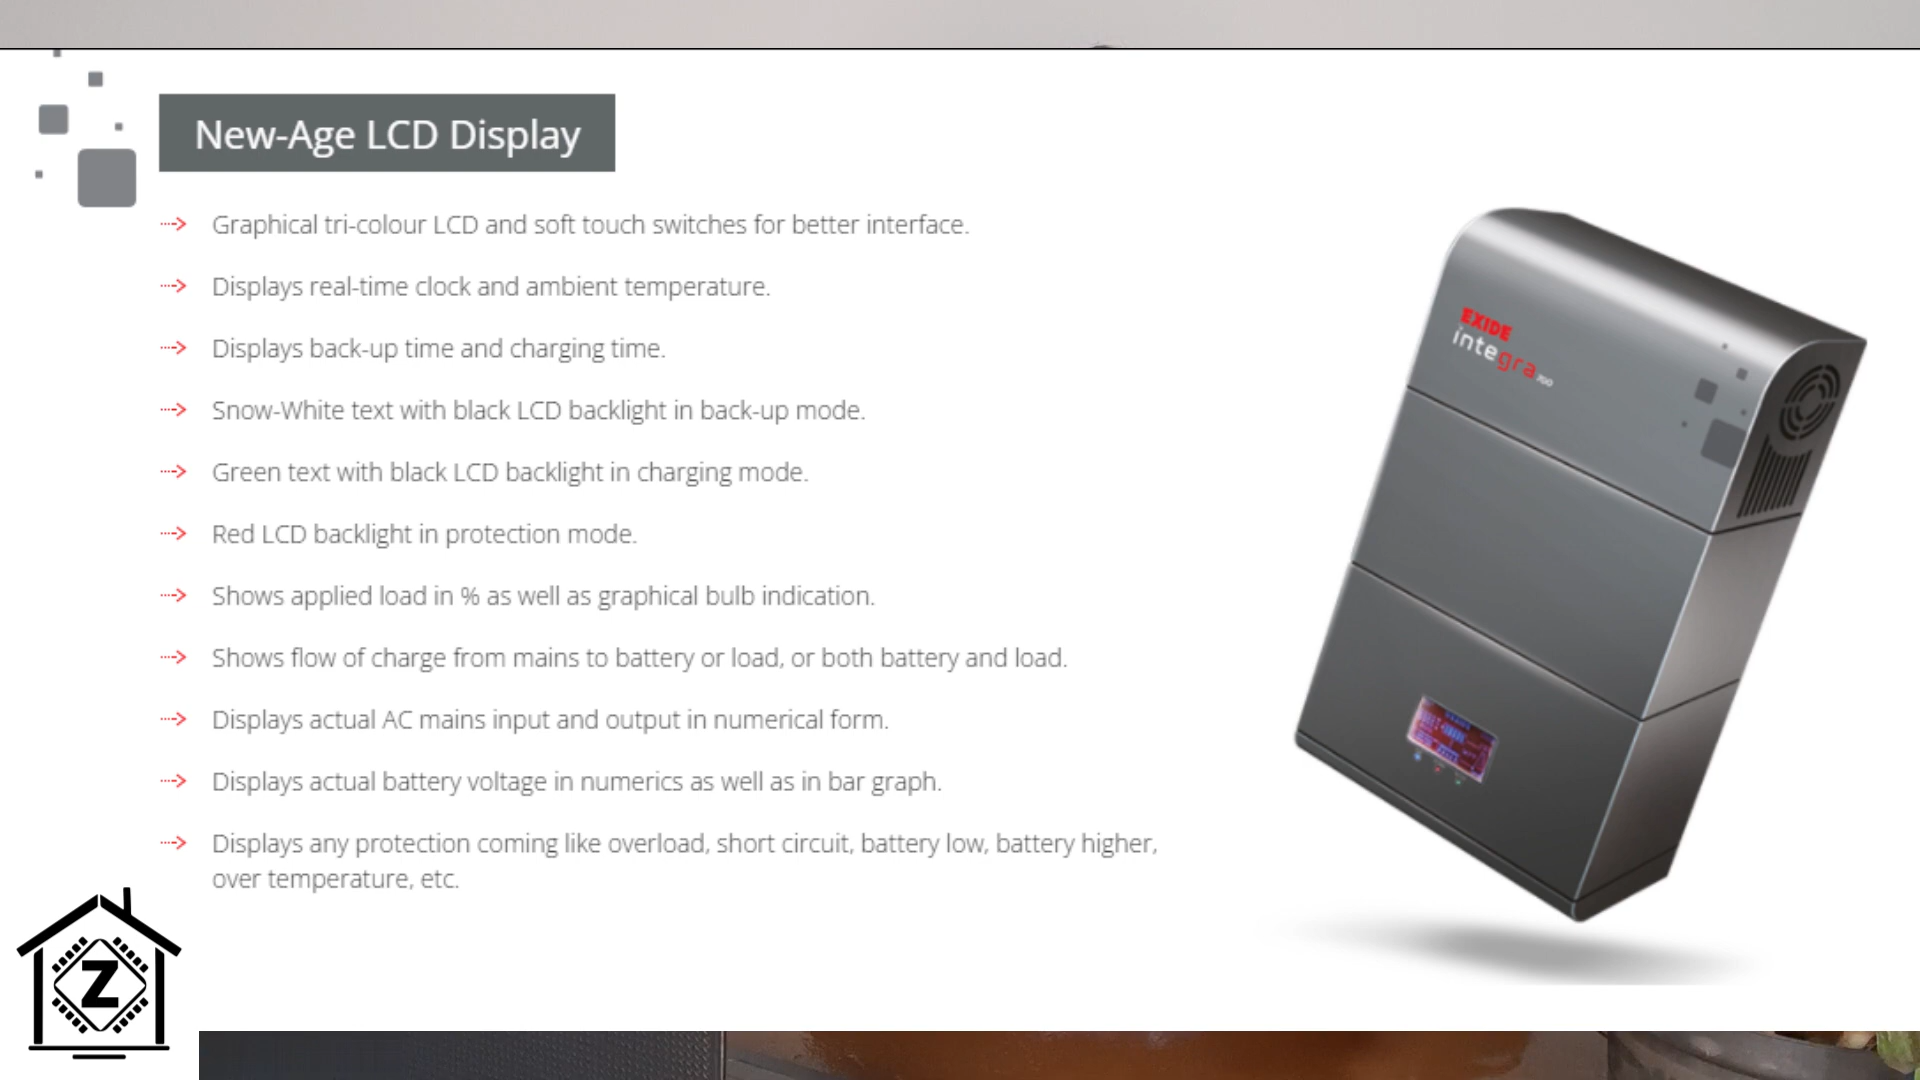 New-Age LCD Display
Graphical tri-colour LCD and soft touch switches for better interface.
Displays real-time clock and ambient temperature.
Displays back-up time and charging time.
Snow-White text with black LCD backlight in back-up mode.
Green text with black LCD backlight in charging mode.
Red LCD backlight in protection mode.
Shows applied load in % as well as graphical bulb indication.
Shows flow of charge from mains to battery or load, or both battery and load.
Displays actual AC mains input and output in numerical form.
Displays actual battery voltage in numerics as well as in bar graph.
Displays any protection coming like overload, short circuit, battery low, battery higher,
over temperature, etc.
EXIDE
integra 700
Z